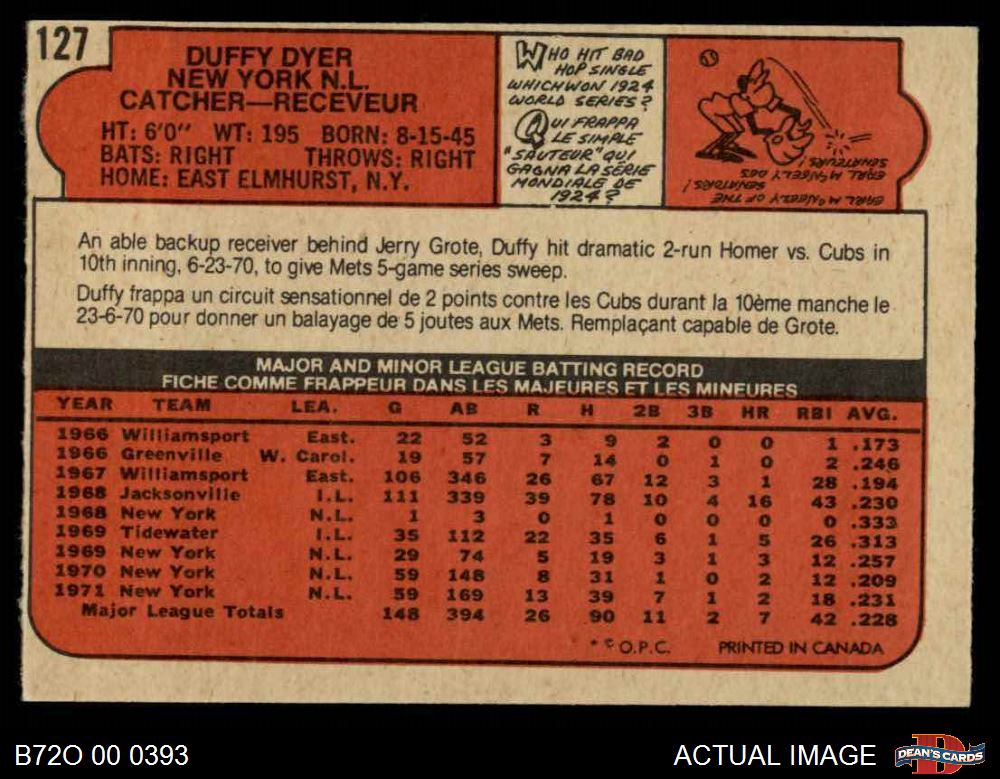 127
DUFFY DYER
NEW YORK N.L.
CATCHER—RECEVEUR
HT: 6'0" WT: 195 BORN: 8-15-45
BATS: RIGHT THROWS: RIGHT
HOME: EAST ELMHURST, N.Y.
WHO HIT BAD
HOP SINGLE
WHICH WON 1924
WORLD SERIES?
QUI FRAPPA
LE SIMPLE
"SAUTEUR" QUI
GAGNA LA SÉRIE
MONDIALE DE
1924?
EARL McNEELY OF THE
SENATORS!
EARL McNEELY DES
SENATEURS!
An able backup receiver behind Jerry Grote, Duffy hit dramatic 2-run Homer vs. Cubs in
10th inning, 6-23-70, to give Mets 5-game series sweep.
Duffy frappa un circuit sensationnel de 2 points contre les Cubs durant la 10ème manche le
23-6-70 pour donner un balayage de 5 joutes aux Mets. Remplaçant capable de Grote.
MAJOR AND MINOR LEAGUE BATTING RECORD
FICHE COMME FRAPPEUR DANS LES MAJEURES ET LES MINEURES
YEAR TEAM LEA. G AB R H 2B 3B HR RBI AVG.
1966 Williamsport East. 22 52 3 9 2 0 0 1 .173
1966 Greenville W. Carol. 19 57 7 14 0 1 0 2 .246
1967 Williamsport East. 106 346 26 67 12 3 1 28 .194
1968 Jacksonville I.L. 111 339 39 78 10 4 16 43 .230
1968 New York N.L. 1 3 0 1 0 0 0 0 .333
1969 Tidewater I.L. 35 112 22 35 6 1 5 26 .313
1969 New York N.L. 29 74 5 19 3 1 3 12 .257
1970 New York N.L. 59 148 8 31 1 0 2 12 .209
1971 New York N.L. 59 169 13 39 7 1 2 18 .231
Major League Totals 148 394 26 90 11 2 7 42 .228
* © O.P.C. PRINTED IN CANADA
B72O 00 0393
ACTUAL IMAGE
D
DEAN'S CARDS